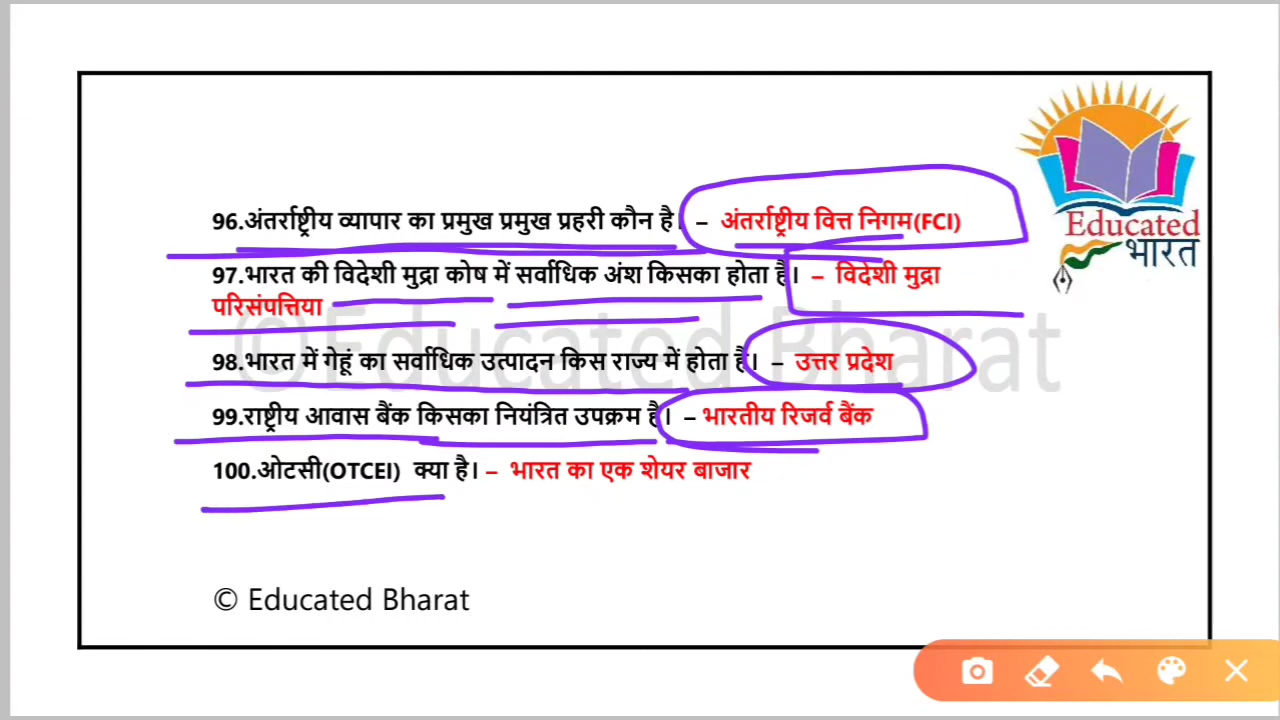 Educated
भारत
96.अंतर्राष्ट्रीय व्यापार का प्रमुख प्रमुख प्रहरी कौन है। – अंतर्राष्ट्रीय वित्त निगम(FCI)
97.भारत की विदेशी मुद्रा कोष में सर्वाधिक अंश किसका होता है। – विदेशी मुद्रा
परिसंपत्तिया
98.भारत में गेहूं का सर्वाधिक उत्पादन किस राज्य में होता है। – उत्तर प्रदेश
99.राष्ट्रीय आवास बैंक किसका नियंत्रित उपक्रम है। – भारतीय रिजर्व बैंक
100.ओटसी(OTCEI) क्या है। – भारत का एक शेयर बाजार
©Educated Bharat
© Educated Bharat